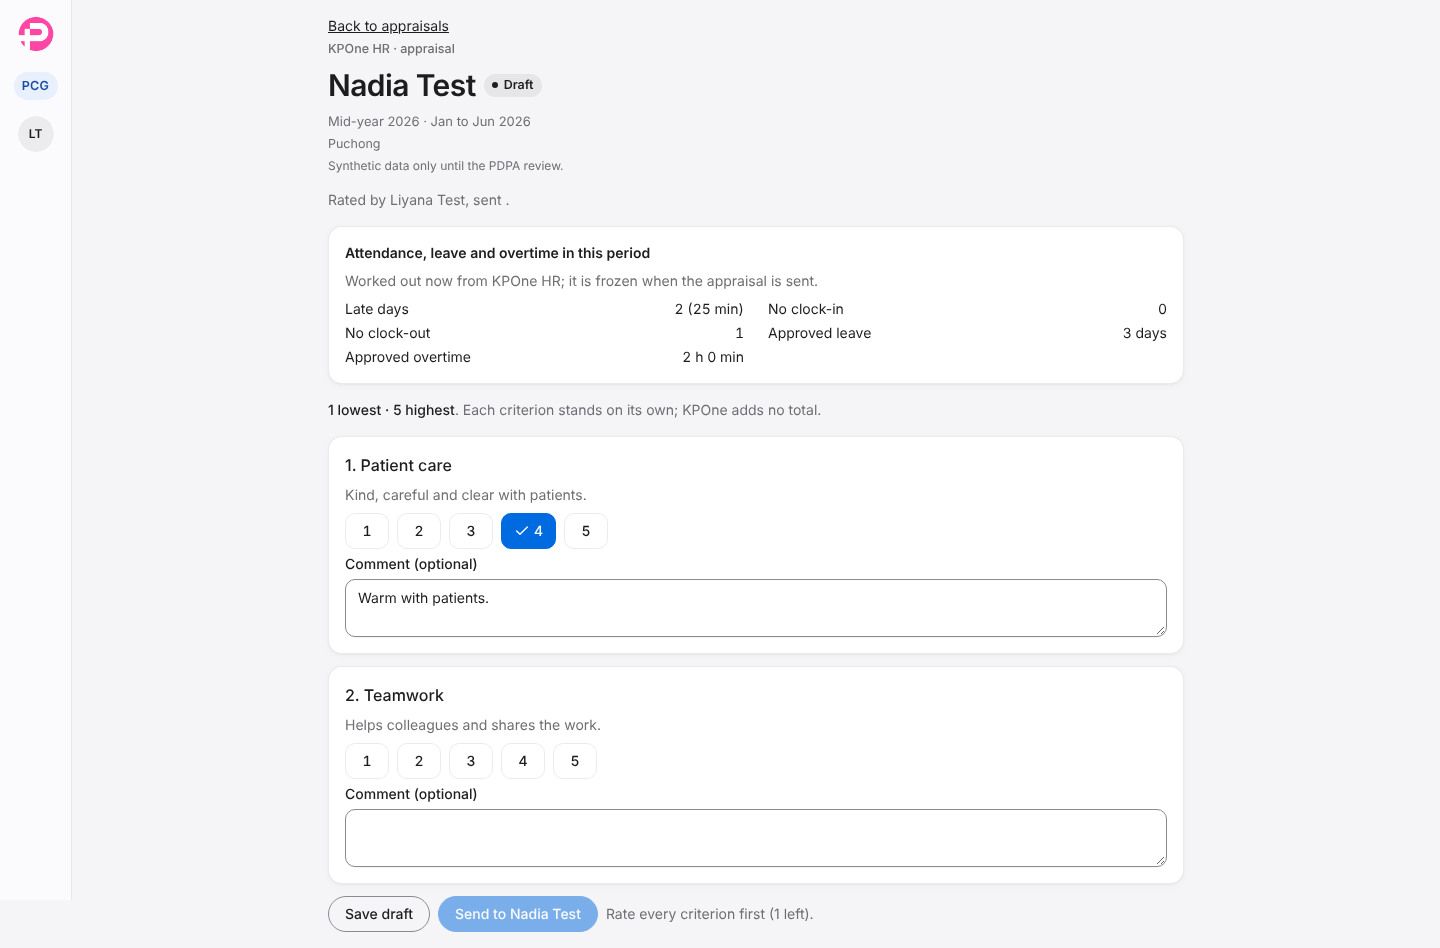 PCG
LT
Back to appraisals
KPOne HR · appraisal
Nadia Test
Draft
Mid-year 2026 · Jan to Jun 2026
Puchong
Synthetic data only until the PDPA review.
Rated by Liyana Test, sent .
Attendance, leave and overtime in this period
Worked out now from KPOne HR; it is frozen when the appraisal is sent.
Late days 2 (25 min) No clock-in 0
No clock-out 1 Approved leave 3 days
Approved overtime 2 h 0 min
1 lowest · 5 highest. Each criterion stands on its own; KPOne adds no total.
1. Patient care
Kind, careful and clear with patients.
1 2 3 4 5
Comment (optional)
Warm with patients.
2. Teamwork
Helps colleagues and shares the work.
1 2 3 4 5
Comment (optional)
Save draft Send to Nadia Test Rate every criterion first (1 left).